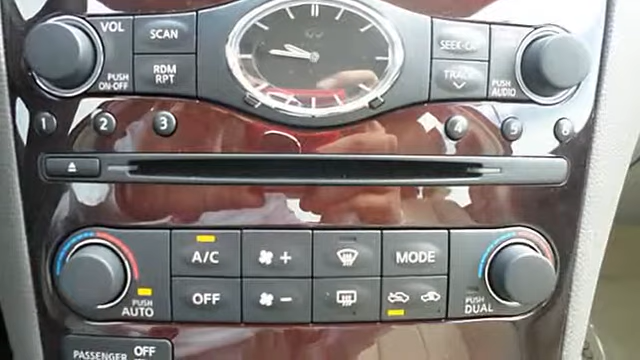 VOL
SCAN
PUSH
ON·OFF
RDM
RPT
SEEK·CAT
TRACK
PUSH
AUDIO
1
2
3
4
5
6
A/C
+
MODE
PUSH
AUTO
OFF
−
PUSH
DUAL
PASSENGER
OFF